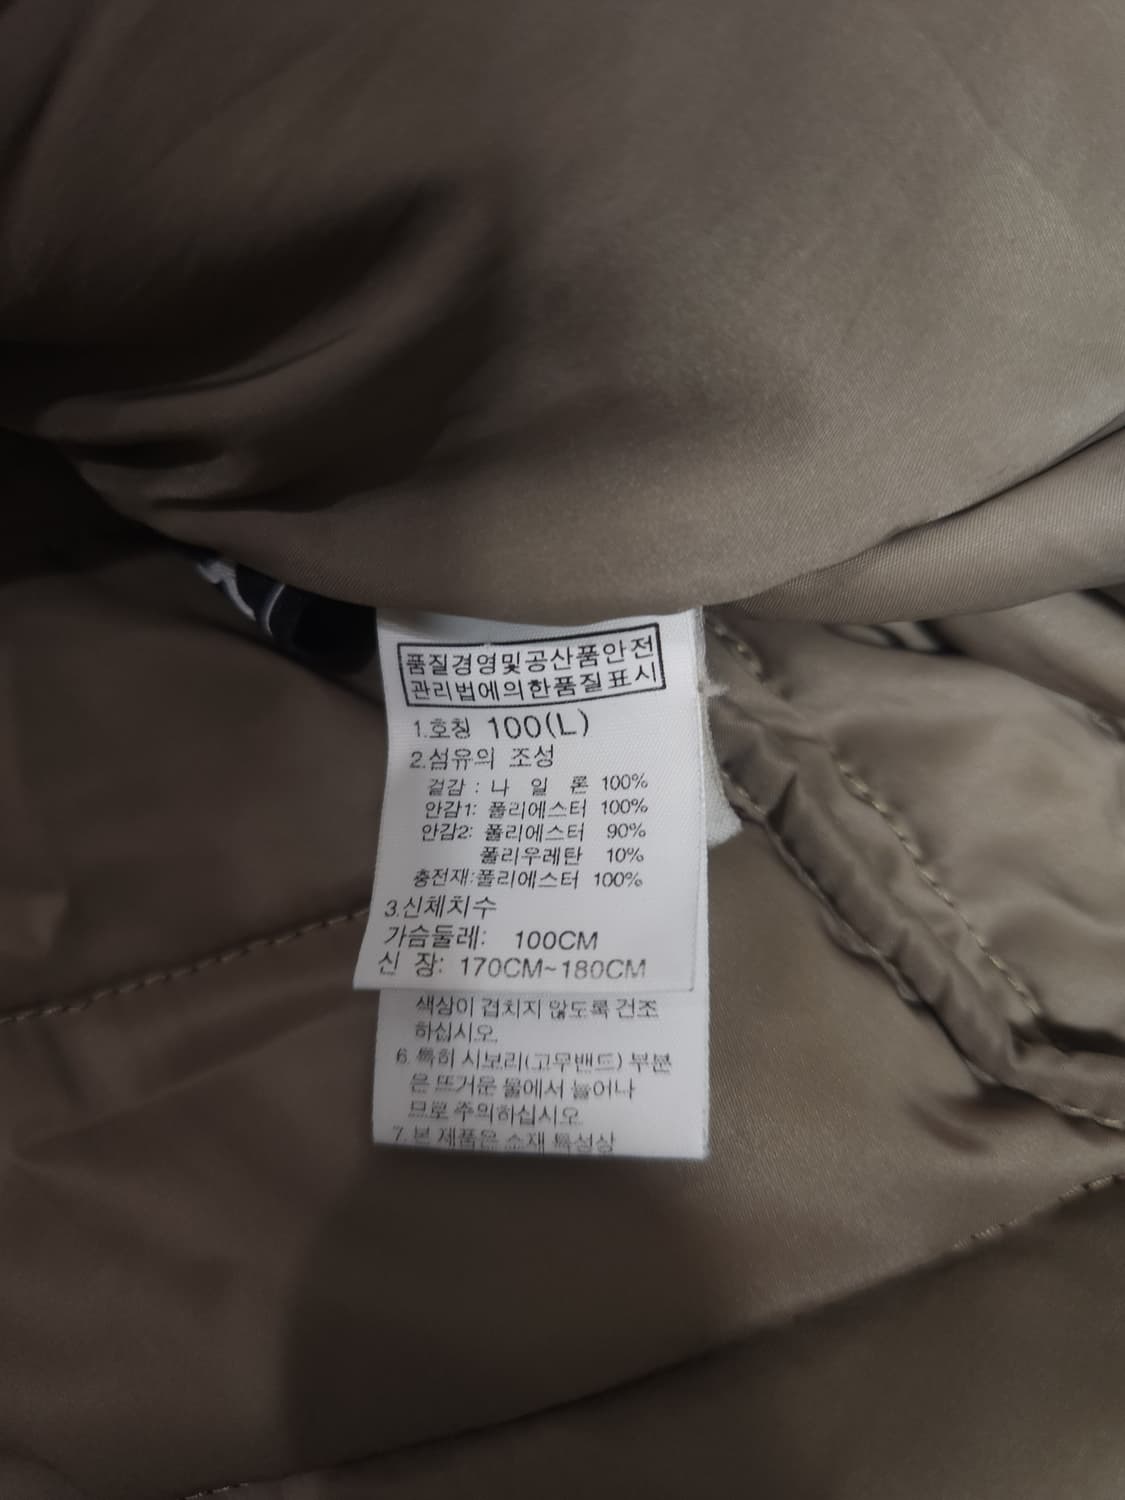 품질경영및공산품안전
관리법에의한품질표시
1.호칭 100(L)
2.섬유의 조성
겉감 : 나 일 론 100%
안감1: 폴리에스터 100%
안감2: 폴리에스터 90%
폴리우레탄 10%
충전재:폴리에스터 100%
3.신체치수
가슴둘레: 100CM
신 장: 170CM~180CM
색상이 겹치지 않도록 건조
하십시오.
6. 특히 시보리(고무밴드) 부분
은 뜨거운 물에서 늘어나
므로 주의하십시오
7. 본 제품은 소재 특성상